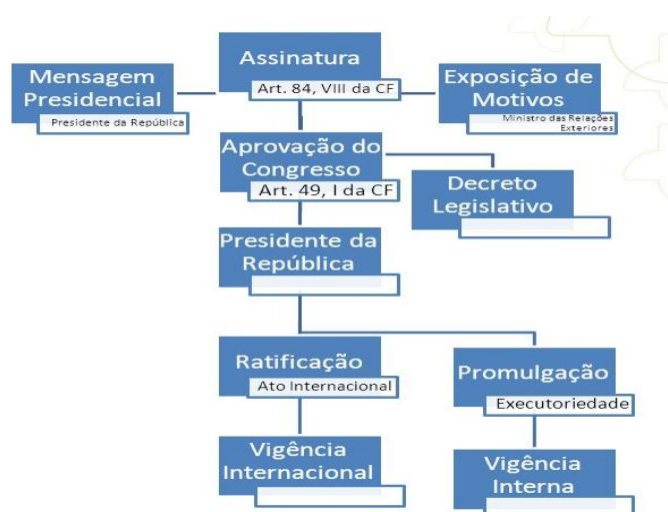 Assinatura
Art. 84, VIII da CF
Mensagem
Presidencial
Presidente da República
Exposição de
Motivos
Ministro das Relações
Exteriores
Aprovação do
Congresso
Art. 49, I da CF
Decreto
Legislativo
Presidente da
República
Ratificação
Ato Internacional
Promulgação
Executoriedade
Vigência
Internacional
Vigência
Interna